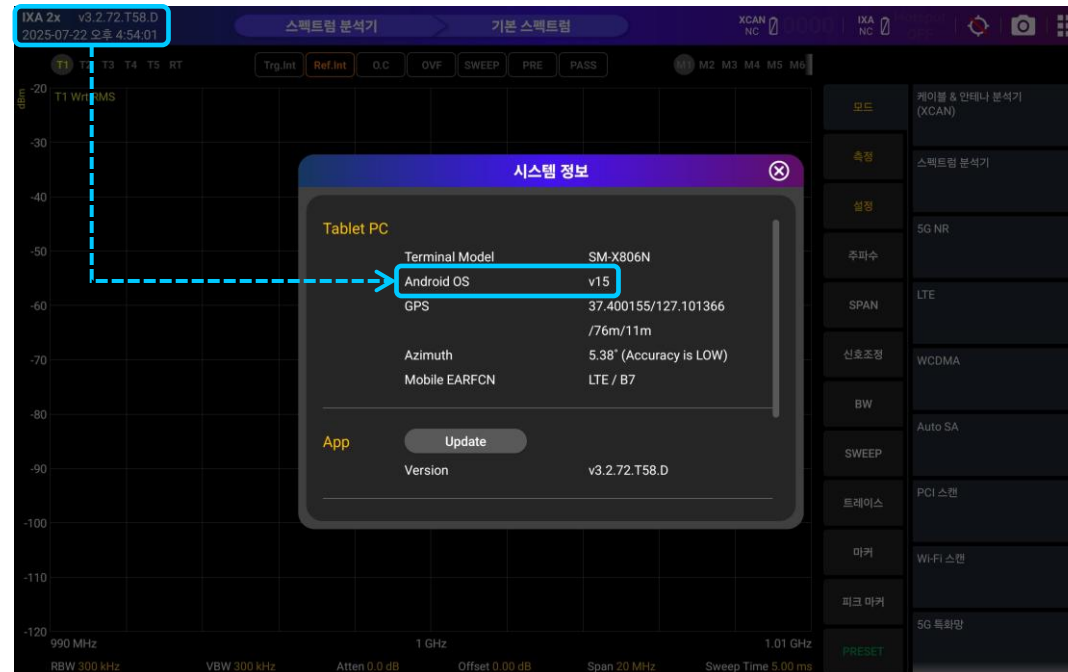 IXA 2x v3.2.72.T58.D
2025-07-22 오후 4:54:01
스펙트럼 분석기
기본 스펙트럼
XCAN
NC
IXA
NC
T1 T2 T3 T4 T5 RT
Trg.Int Ref.Int O.C OVF SWEEP PRE PASS
M1 M2 M3 M4 M5 M6
dBm
-20
T1 Wrt RMS
-30
-40
-50
-60
-70
-80
-90
-100
-110
-120
시스템 정보
Tablet PC
Terminal Model SM-X806N
Android OS v15
GPS 37.400155/127.101366
/76m/11m
Azimuth 5.38˚ (Accuracy is LOW)
Mobile EARFCN LTE / B7
App Update
Version v3.2.72.T58.D
모드
측정
설정
주파수
SPAN
신호조정
BW
SWEEP
트레이스
마커
피크 마커
PRESET
케이블 & 안테나 분석기
(XCAN)
스펙트럼 분석기
5G NR
LTE
WCDMA
Auto SA
PCI 스캔
Wi-Fi 스캔
5G 특화망
990 MHz 1 GHz 1.01 GHz
RBW 300 kHz VBW 300 kHz Atten 0.0 dB Offset 0.00 dB Span 20 MHz Sweep Time 5.00 ms